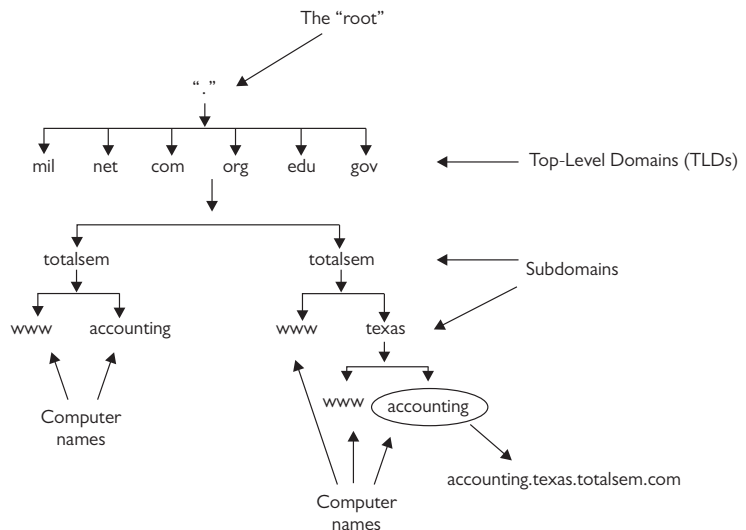 The “root”
“.”
mil net com org edu gov
Top-Level Domains (TLDs)
totalsem totalsem
Subdomains
www accounting www texas
www accounting
Computer
names
accounting.texas.totalsem.com
Computer
names